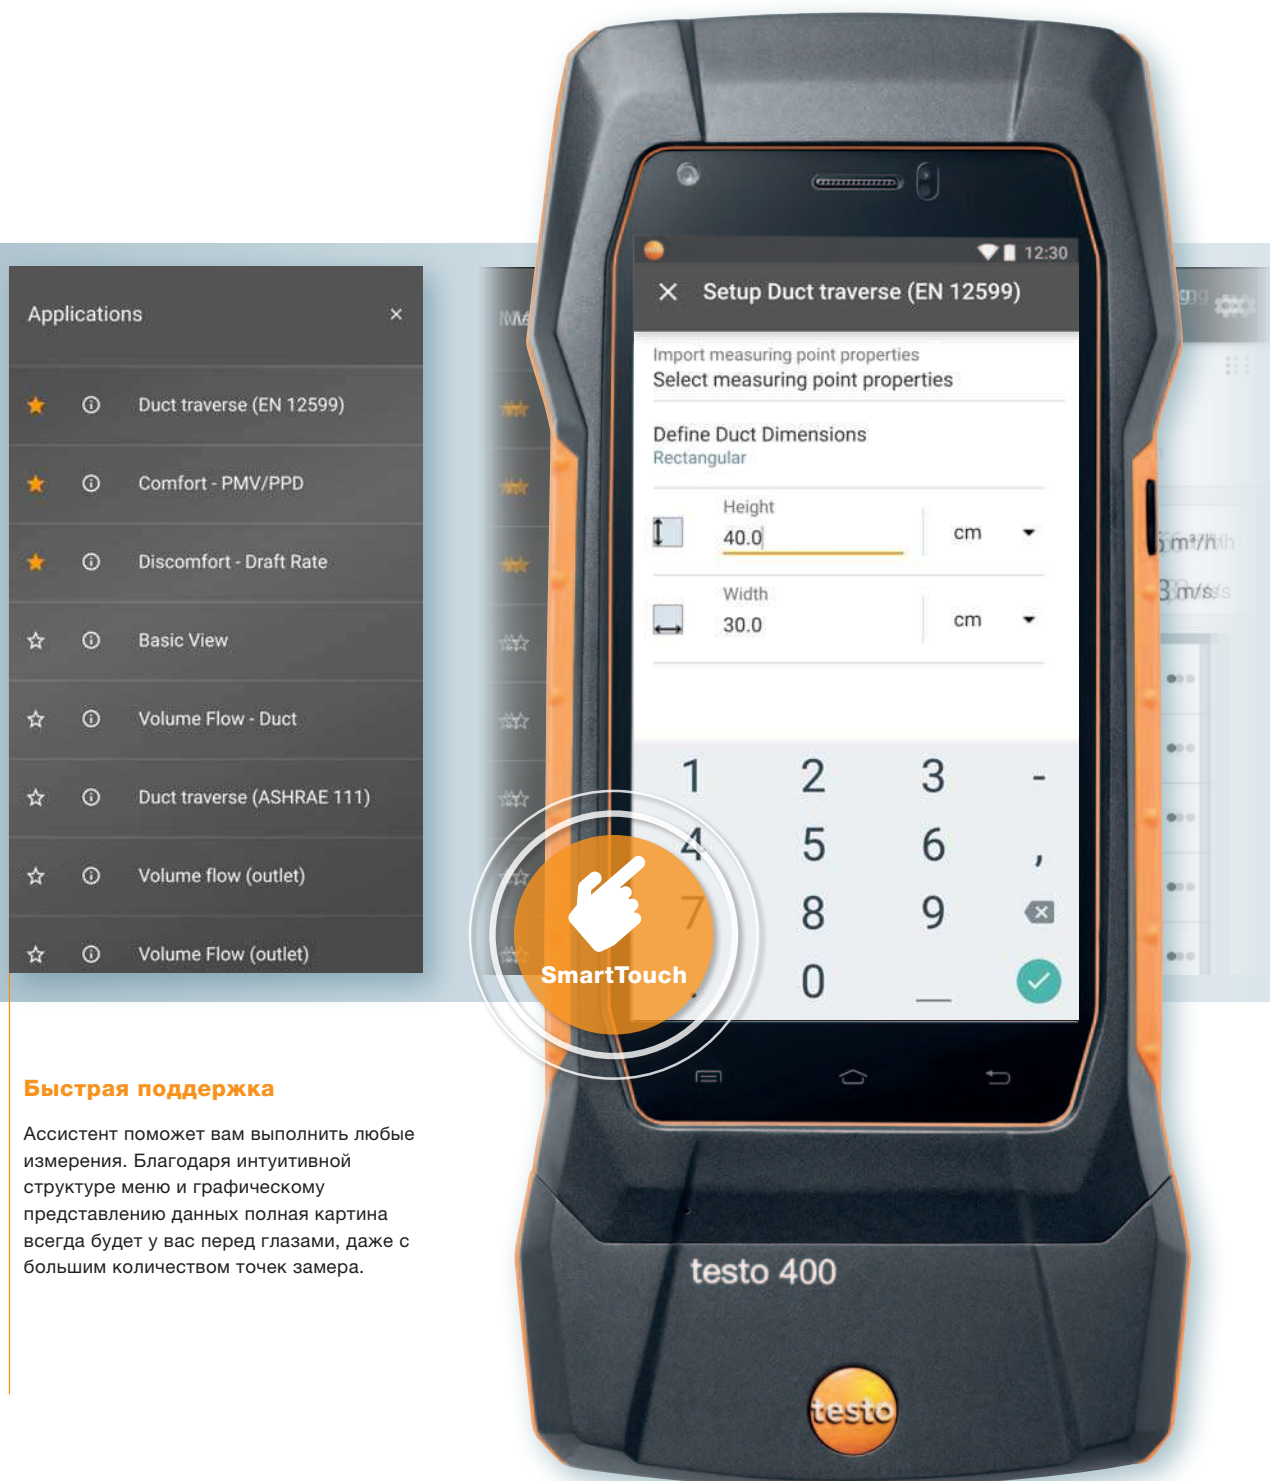 Applications
Duct traverse (EN 12599)
Comfort - PMV/PPD
Discomfort - Draft Rate
Basic View
Volume Flow - Duct
Duct traverse (ASHRAE 111)
Volume flow (outlet)
Volume Flow (outlet)
12:30
Setup Duct traverse (EN 12599)
Import measuring point properties
Select measuring point properties
Define Duct Dimensions
Rectangular
Height
40.0 cm
Width
30.0 cm
1 2 3 -
4 5 6 ,
7 8 9
. 0 _
SmartTouch
m³/h
m/s
Быстрая поддержка
Ассистент поможет вам выполнить любые
измерения. Благодаря интуитивной
структуре меню и графическому
представлению данных полная картина
всегда будет у вас перед глазами, даже с
большим количеством точек замера.
testo 400
testo